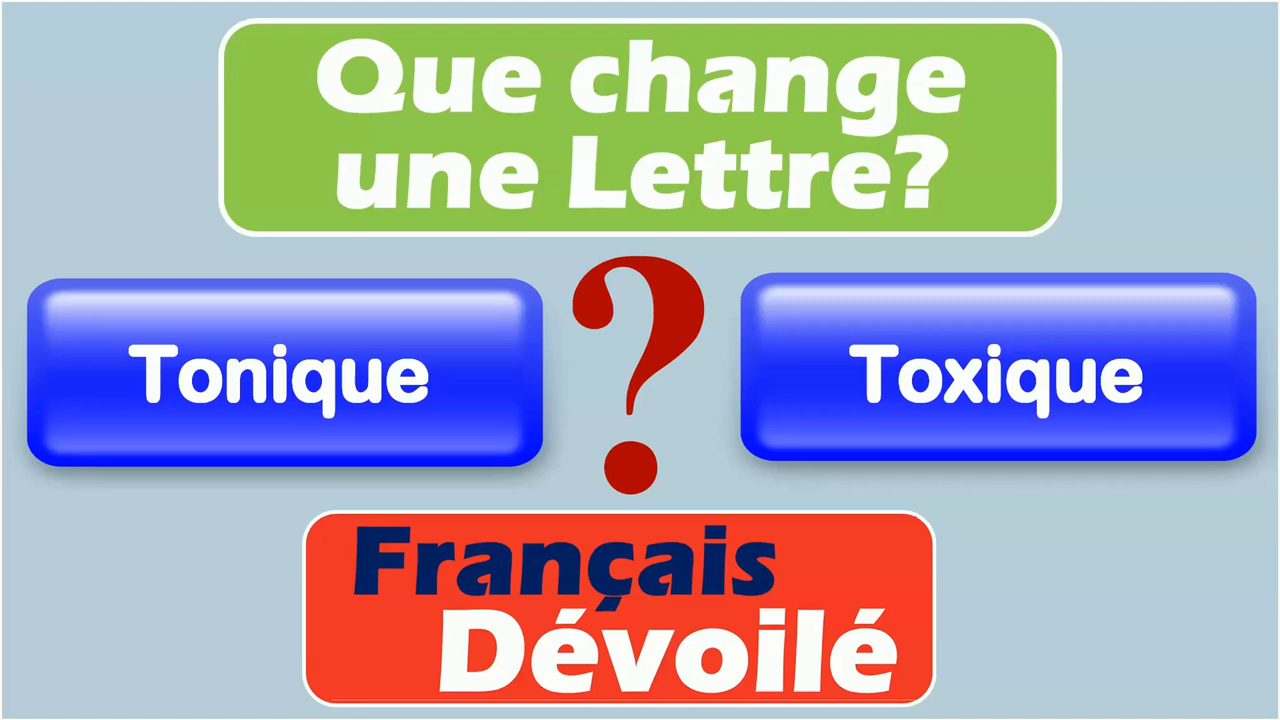 Que change
une Lettre?
Tonique
?
Toxique
Français
Dévoilé